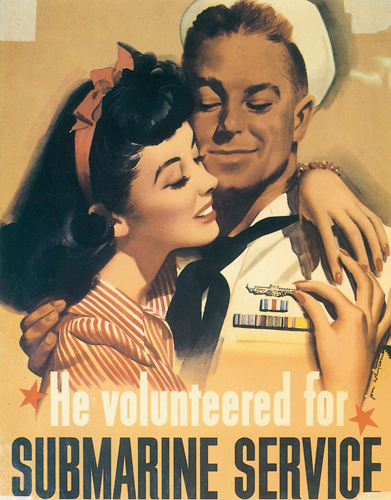 He volunteered for
SUBMARINE SERVICE